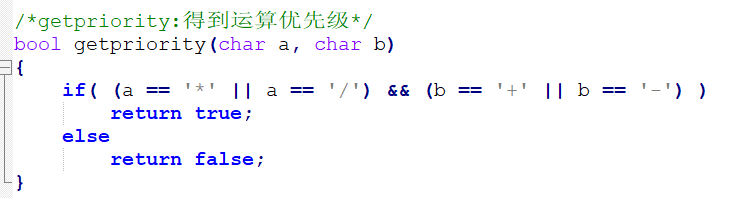 /*getpriority:得到运算优先级*/
bool getpriority(char a, char b)
{
    if( (a == '*' || a == '/') && (b == '+' || b == '-') )
        return true;
    else
        return false;
}